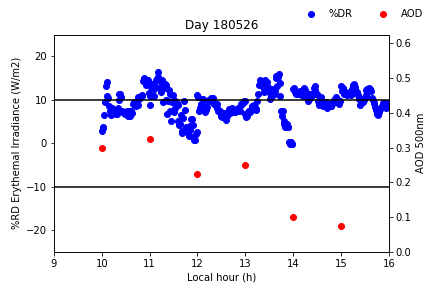 %DR AOD
Day 180526
%RD Erythemal Irradiance (W/m2)
20
10
0
−10
−20
0.6
0.5
0.4
0.3
0.2
0.1
0.0
AOD 500nm
9 10 11 12 13 14 15 16
Local hour (h)